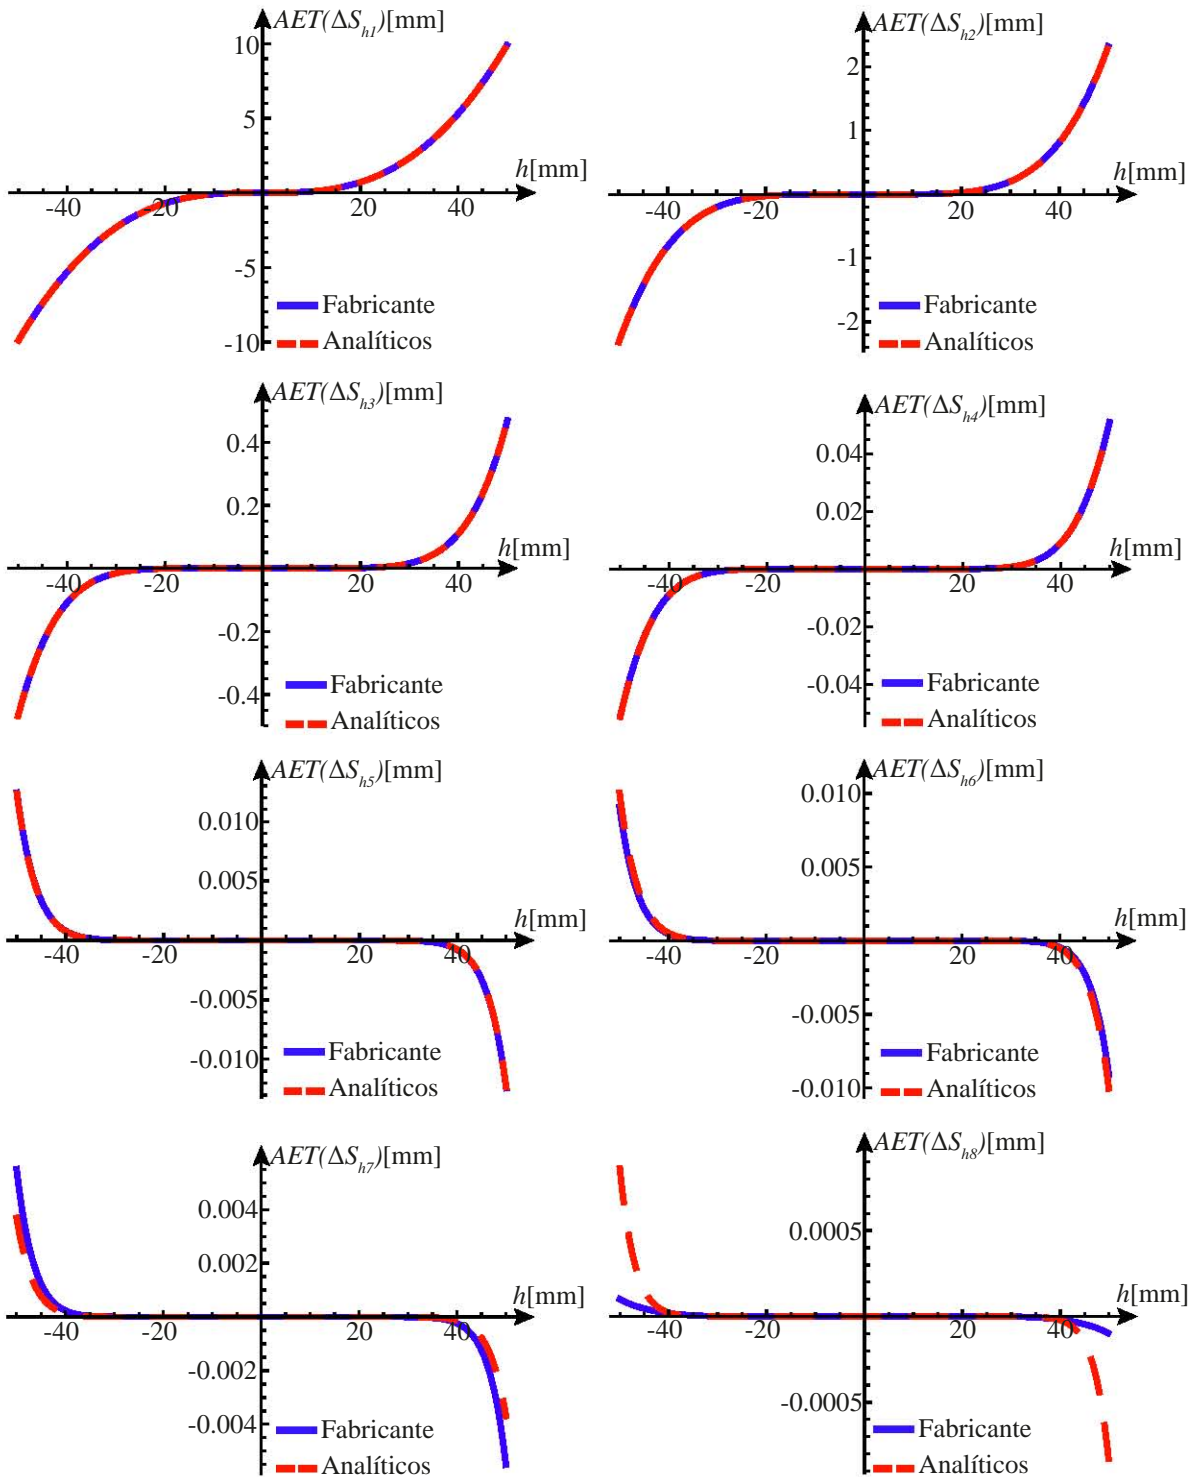 AET(ΔS_h1)[mm]
10
5
h[mm]
-40 -20 20 40
-5
-10
Fabricante
Analíticos
AET(ΔS_h2)[mm]
2
1
h[mm]
-40 -20 20 40
-1
-2
Fabricante
Analíticos
AET(ΔS_h3)[mm]
0.4
0.2
h[mm]
-40 -20 20 40
-0.2
-0.4
Fabricante
Analíticos
AET(ΔS_h4)[mm]
0.04
0.02
h[mm]
-40 -20 20 40
-0.02
-0.04
Fabricante
Analíticos
AET(ΔS_h5)[mm]
0.010
0.005
h[mm]
-40 -20 20 40
-0.005
-0.010
Fabricante
Analíticos
AET(ΔS_h6)[mm]
0.010
0.005
h[mm]
-40 -20 20 40
-0.005
-0.010
Fabricante
Analíticos
AET(ΔS_h7)[mm]
0.004
0.002
h[mm]
-40 -20 20 40
-0.002
-0.004
Fabricante
Analíticos
AET(ΔS_h8)[mm]
0.0005
h[mm]
-40 -20 20 40
-0.0005
Fabricante
Analíticos